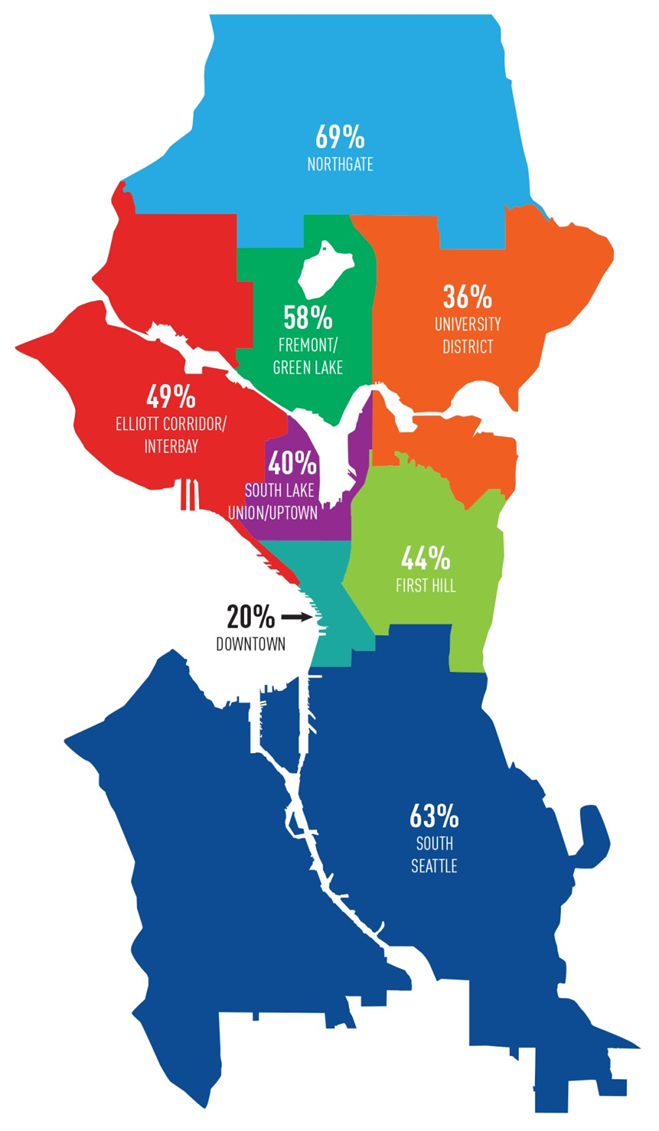 69%
NORTHGATE
36%
UNIVERSITY
DISTRICT
58%
FREMONT/
GREEN LAKE
49%
ELLIOTT CORRIDOR/
INTERBAY
40%
SOUTH LAKE
UNION/UPTOWN
44%
FIRST HILL
20%
DOWNTOWN
63%
SOUTH
SEATTLE